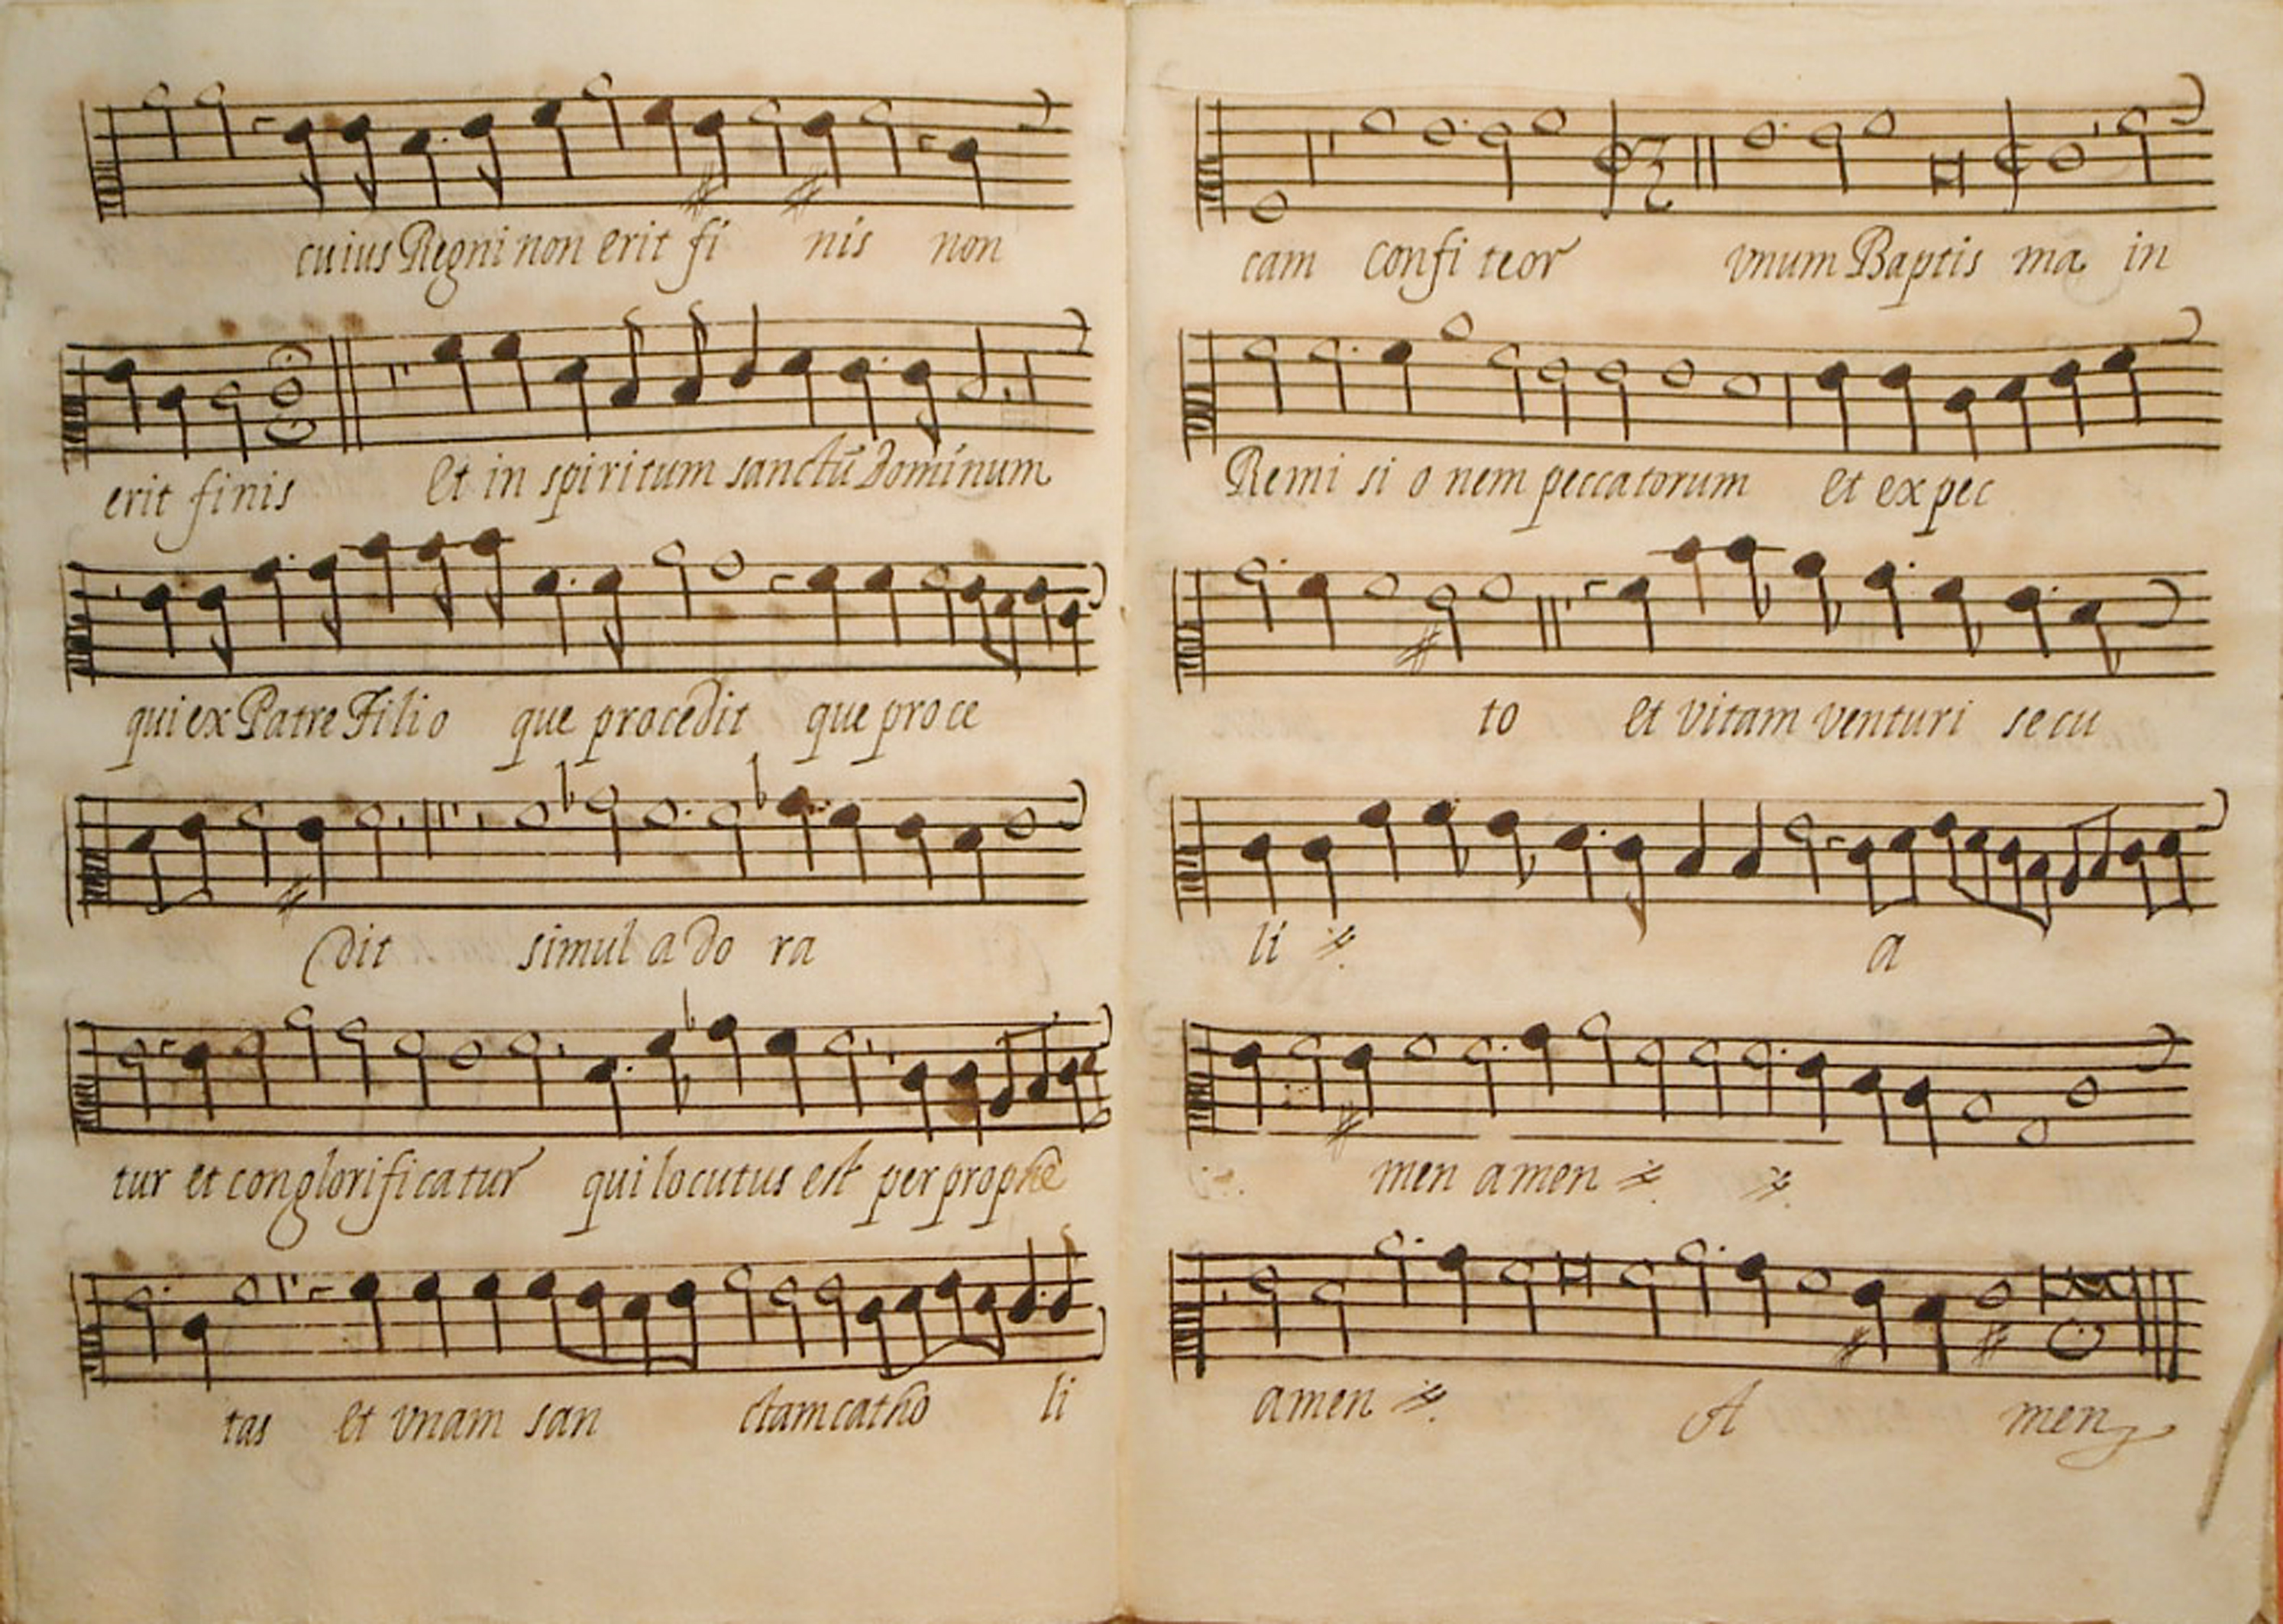 cuius Regni non erit fi nis non
erit finis Et in spiritum sanctū Dominum
qui ex Patre Filio que procedit que proce
dit simul a do ra
tur et conglorificatur qui locutus est per prophe
tas et vnam san ctam catho li
cam confi teor vnum Baptis ma in
Remi si o nem peccatorum et expec
to et vitam venturi secu
li a
men amen
amen A men